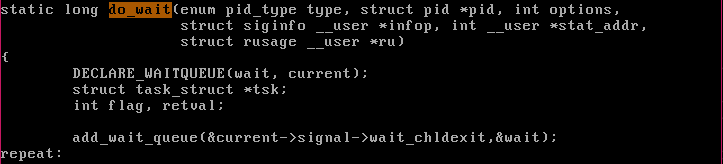 static long do_wait(enum pid_type type, struct pid *pid, int options,
                    struct siginfo __user *infop, int __user *stat_addr,
                    struct rusage __user *ru)
{
        DECLARE_WAITQUEUE(wait, current);
        struct task_struct *tsk;
        int flag, retval;

        add_wait_queue(&current->signal->wait_chldexit,&wait);
repeat: